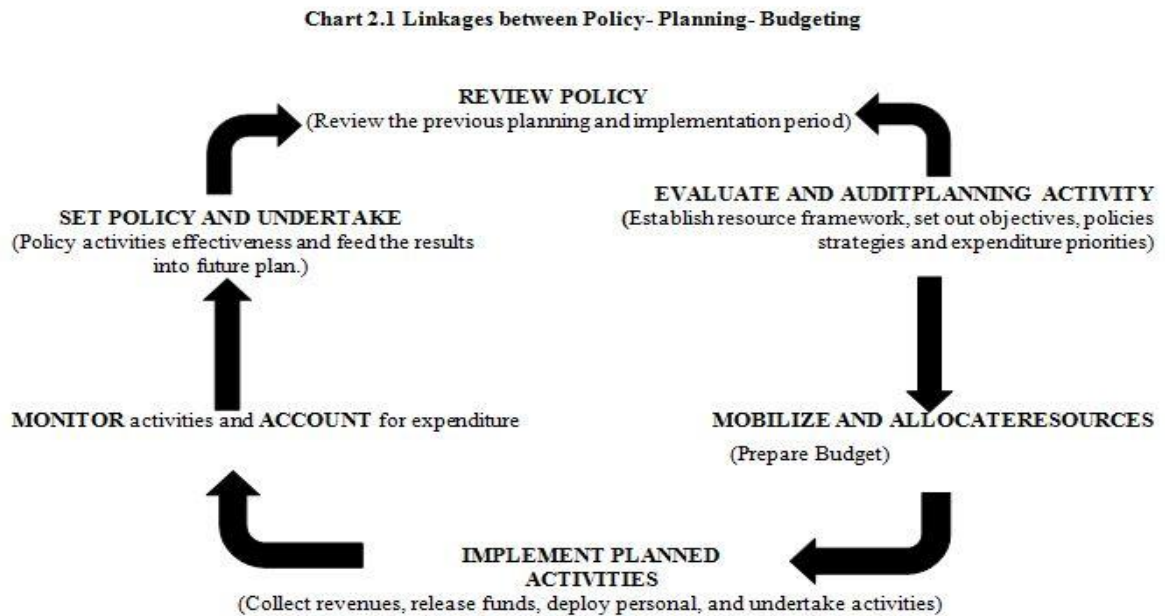 Chart 2.1 Linkages between Policy- Planning- Budgeting
REVIEW POLICY
(Review the previous planning and implementation period)
EVALUATE AND AUDITPLANNING ACTIVITY
(Establish resource framework, set out objectives, policies
strategies and expenditure priorities)
SET POLICY AND UNDERTAKE
(Policy activities effectiveness and feed the results
into future plan.)
MONITOR activities and ACCOUNT for expenditure
MOBILIZE AND ALLOCATERESOURCES
(Prepare Budget)
IMPLEMENT PLANNED
ACTIVITIES
(Collect revenues, release funds, deploy personal, and undertake activities)